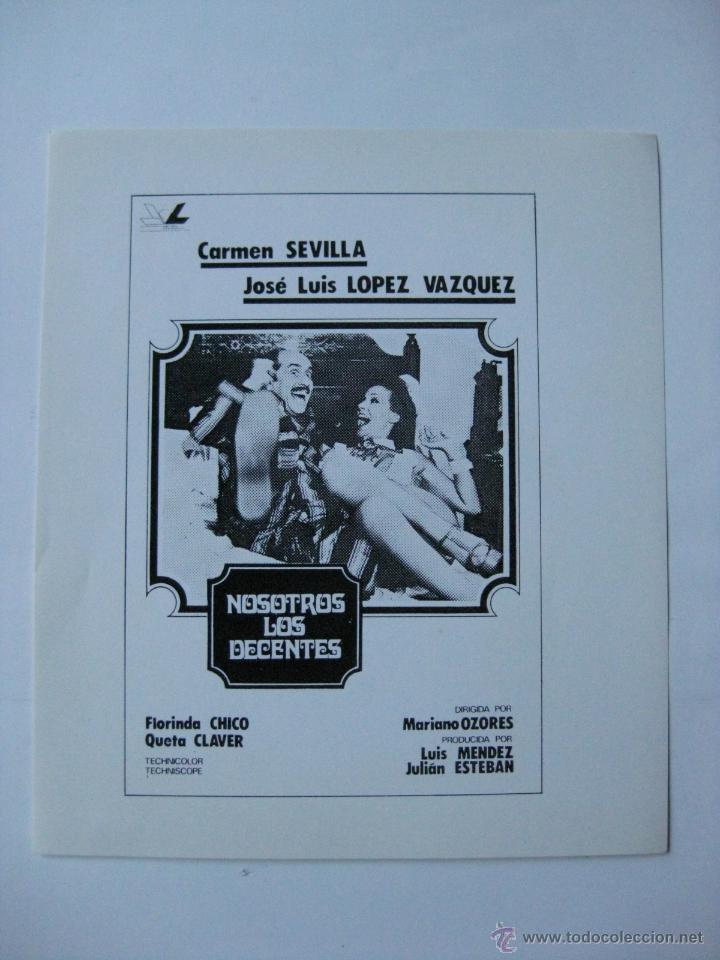 Carmen SEVILLA
José Luis LOPEZ VAZQUEZ
NOSOTROS
LOS
DECENTES
Florinda CHICO
Queta CLAVER
TECHNICOLOR
TECHNISCOPE
DIRIGIDA POR
Mariano OZORES
PRODUCIDA POR
Luis MENDEZ
Julián ESTEBAN
© www.todocoleccion.net